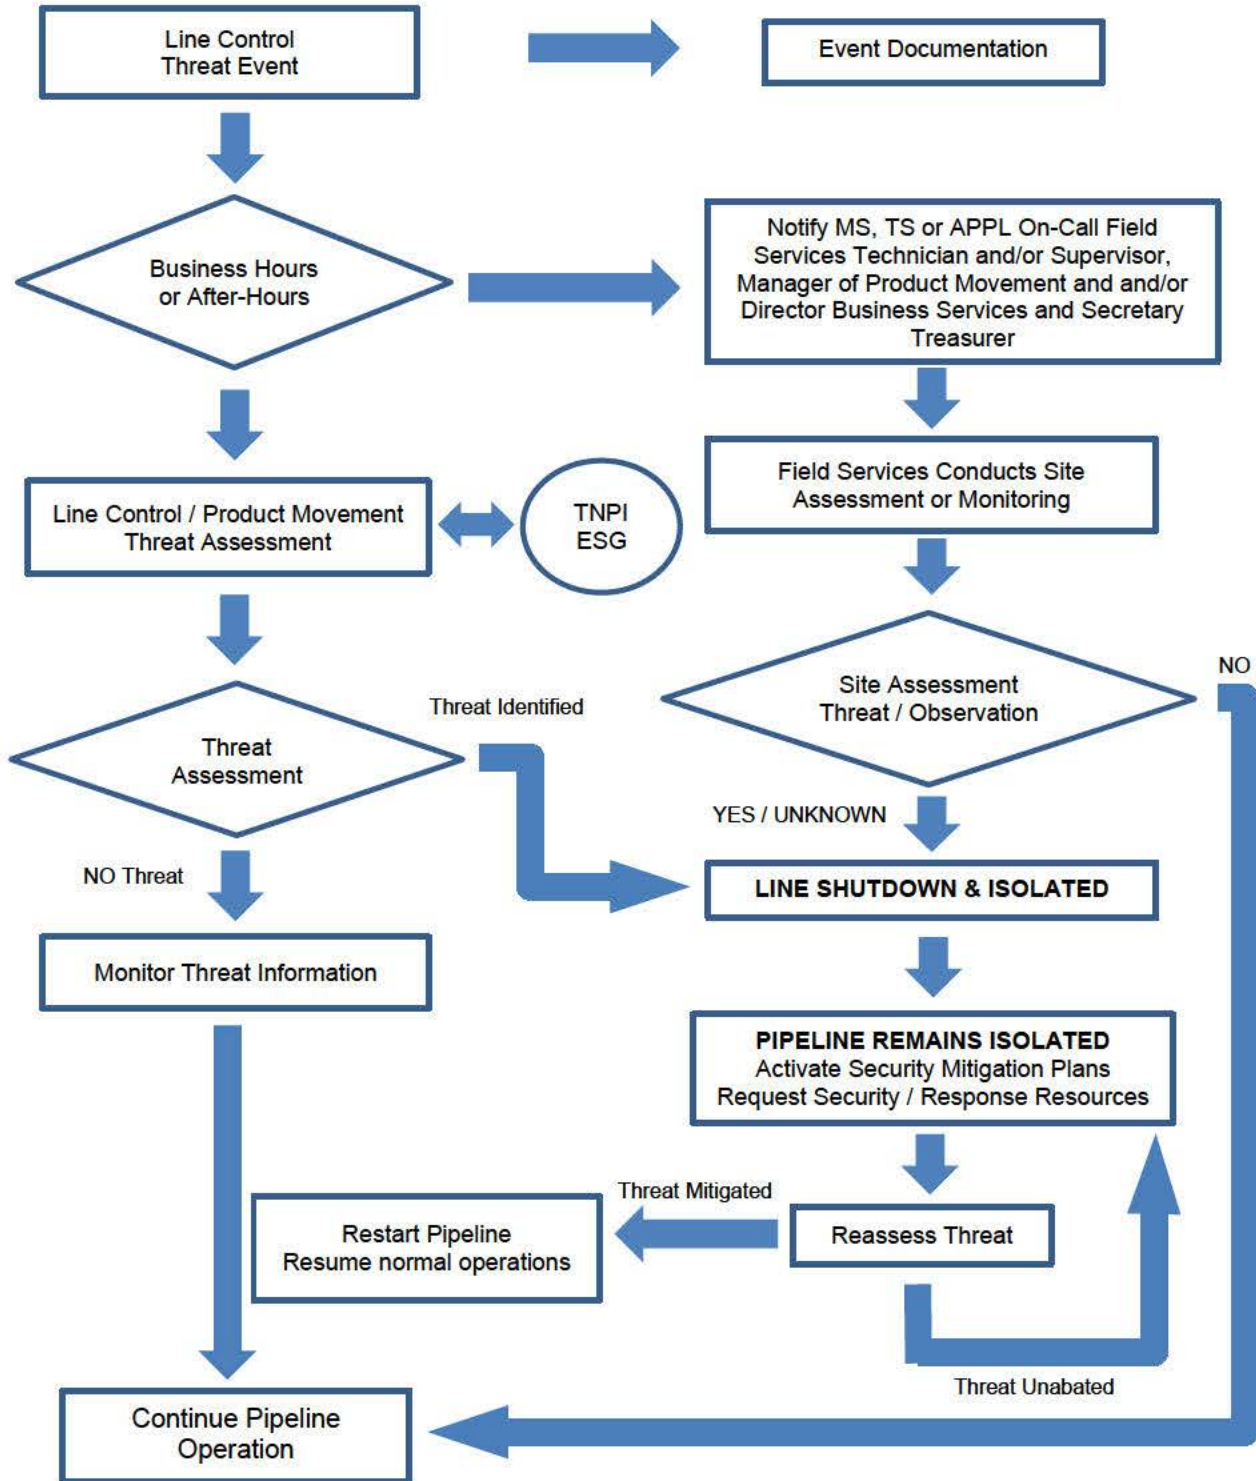 Line Control
Threat Event
Event Documentation
Business Hours
or After-Hours
Notify MS, TS or APPL On-Call Field
Services Technician and/or Supervisor,
Manager of Product Movement and and/or
Director Business Services and Secretary
Treasurer
Line Control / Product Movement
Threat Assessment
TNPI
ESG
Field Services Conducts Site
Assessment or Monitoring
Threat
Assessment
Threat Identified
Site Assessment
Threat / Observation
NO
YES / UNKNOWN
NO Threat
LINE SHUTDOWN & ISOLATED
Monitor Threat Information
PIPELINE REMAINS ISOLATED
Activate Security Mitigation Plans
Request Security / Response Resources
Threat Mitigated
Restart Pipeline
Resume normal operations
Reassess Threat
Threat Unabated
Continue Pipeline
Operation